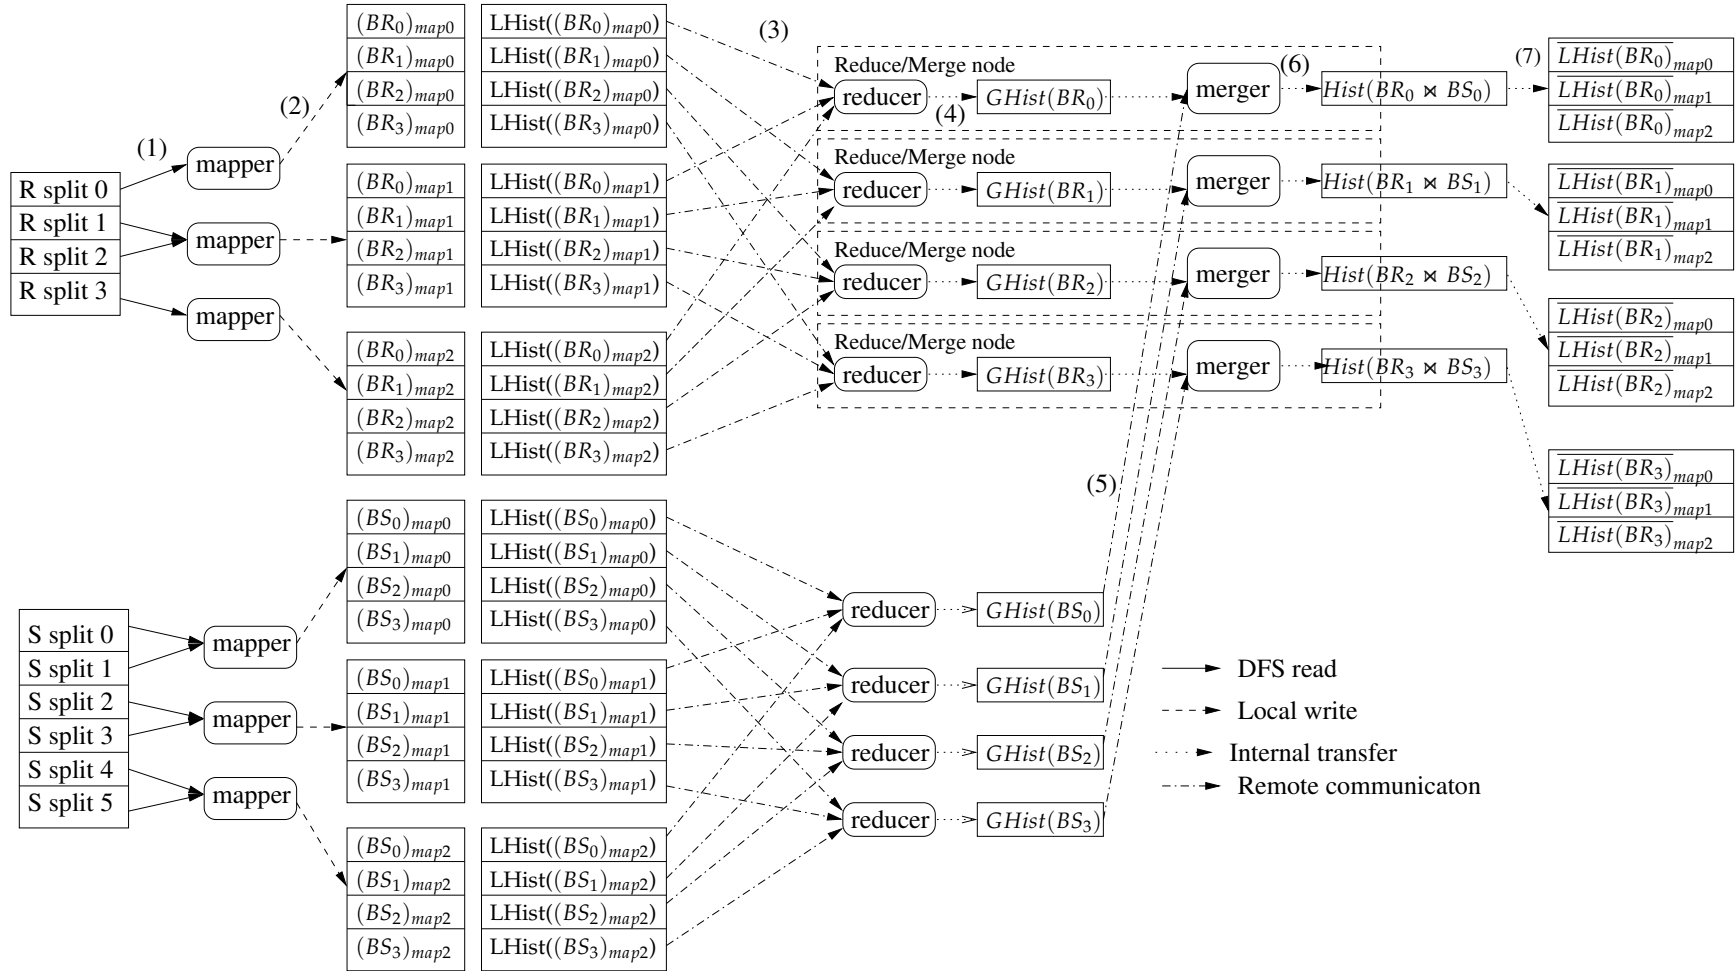 (1)
(2)
(3)
(4)
(5)
(6)
(7)
R split 0
R split 1
R split 2
R split 3
mapper
mapper
mapper
(BR₀)map0
(BR₁)map0
(BR₂)map0
(BR₃)map0
(BR₀)map1
(BR₁)map1
(BR₂)map1
(BR₃)map1
(BR₀)map2
(BR₁)map2
(BR₂)map2
(BR₃)map2
LHist((BR₀)map0)
LHist((BR₁)map0)
LHist((BR₂)map0)
LHist((BR₃)map0)
LHist((BR₀)map1)
LHist((BR₁)map1)
LHist((BR₂)map1)
LHist((BR₃)map1)
LHist((BR₀)map2)
LHist((BR₁)map2)
LHist((BR₂)map2)
LHist((BR₃)map2)
Reduce/Merge node
reducer
GHist(BR₀)
merger
Hist(BR₀ ⋈ BS₀)
Reduce/Merge node
reducer
GHist(BR₁)
merger
Hist(BR₁ ⋈ BS₁)
Reduce/Merge node
reducer
GHist(BR₂)
merger
Hist(BR₂ ⋈ BS₂)
Reduce/Merge node
reducer
GHist(BR₃)
merger
Hist(BR₃ ⋈ BS₃)
LHist(BR₀)map0
LHist(BR₀)map1
LHist(BR₀)map2
LHist(BR₁)map0
LHist(BR₁)map1
LHist(BR₁)map2
LHist(BR₂)map0
LHist(BR₂)map1
LHist(BR₂)map2
LHist(BR₃)map0
LHist(BR₃)map1
LHist(BR₃)map2
S split 0
S split 1
S split 2
S split 3
S split 4
S split 5
mapper
mapper
mapper
(BS₀)map0
(BS₁)map0
(BS₂)map0
(BS₃)map0
(BS₀)map1
(BS₁)map1
(BS₂)map1
(BS₃)map1
(BS₀)map2
(BS₁)map2
(BS₂)map2
(BS₃)map2
LHist((BS₀)map0)
LHist((BS₁)map0)
LHist((BS₂)map0)
LHist((BS₃)map0)
LHist((BS₀)map1)
LHist((BS₁)map1)
LHist((BS₂)map1)
LHist((BS₃)map1)
LHist((BS₀)map2)
LHist((BS₁)map2)
LHist((BS₂)map2)
LHist((BS₃)map2)
reducer
GHist(BS₀)
reducer
GHist(BS₁)
reducer
GHist(BS₂)
reducer
GHist(BS₃)
DFS read
Local write
Internal transfer
Remote communicaton